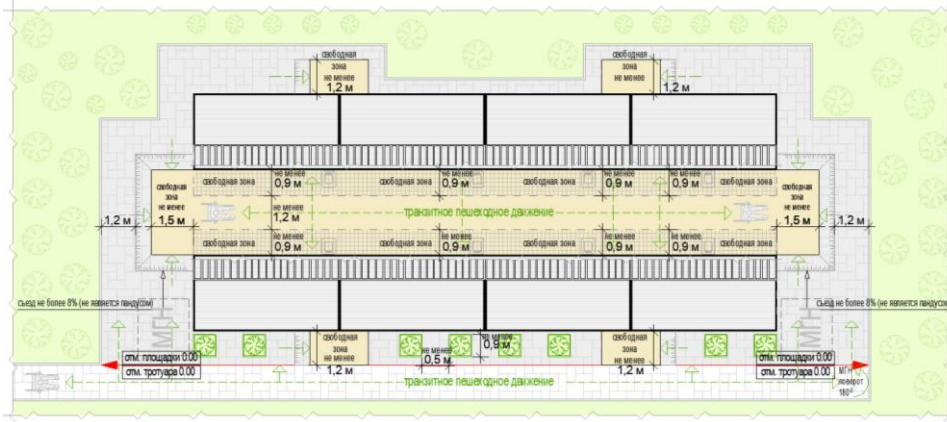 свободная
зона
не менее
1,2 м
свободная
зона
не менее
1,2 м
свободная зона
не менее
0,9 м
свободная зона
не менее
0,9 м
свободная зона
не менее
0,9 м
не менее
0,9 м
свободная зона
свободная
зона
не менее
1,5 м
не менее
1,2 м
транзитное пешеходное движение
свободная
зона
не менее
1,5 м
1,2 м
1,2 м
свободная зона
не менее
0,9 м
свободная зона
не менее
0,9 м
свободная зона
не менее
0,9 м
не менее
0,9 м
свободная зона
съезд не более 8% (не является пандусом)
съезд не более 8% (не является пандусом
МГН
МГН
свободная
зона
не менее
1,2 м
не менее
0,5 м
не менее
0,9 м
свободная
зона
не менее
1,2 м
отм. площадки 0.00
отм. тротуара 0.00
отм. площадки 0.00
отм. тротуара 0.00
транзитное пешеходное движение
МГН
поворот
180°